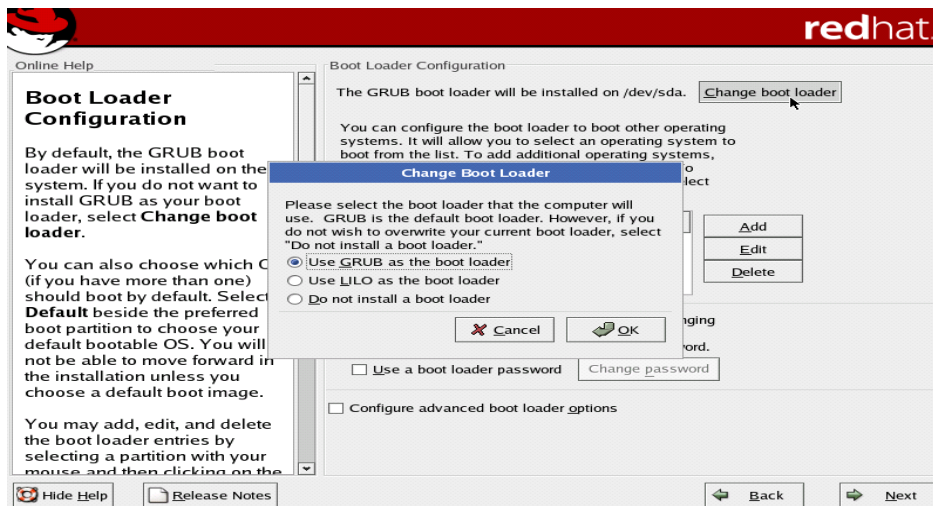 redhat.
Online Help
Boot Loader
Configuration
By default, the GRUB boot
loader will be installed on the
system. If you do not want to
install GRUB as your boot
loader, select Change boot
loader.
You can also choose which
(if you have more than one)
should boot by default. Select
Default beside the preferred
boot partition to choose your
default bootable OS. You will
not be able to move forward in
the installation unless you
choose a default boot image.
You may add, edit, and delete
the boot loader entries by
selecting a partition with your
mouse and then clicking on the
Boot Loader Configuration
The GRUB boot loader will be installed on /dev/sda.
Change boot loader
You can configure the boot loader to boot other operating
systems. It will allow you to select an operating system to
boot from the list. To add additional operating systems,
Change Boot Loader
Please select the boot loader that the computer will
use. GRUB is the default boot loader. However, if you
do not wish to overwrite your current boot loader, select
"Do not install a boot loader."
Use GRUB as the boot loader
Use LILO as the boot loader
Do not install a boot loader
Cancel
OK
Add
Edit
Delete
Use a boot loader password
Change password
Configure advanced boot loader options
Hide Help
Release Notes
Back
Next